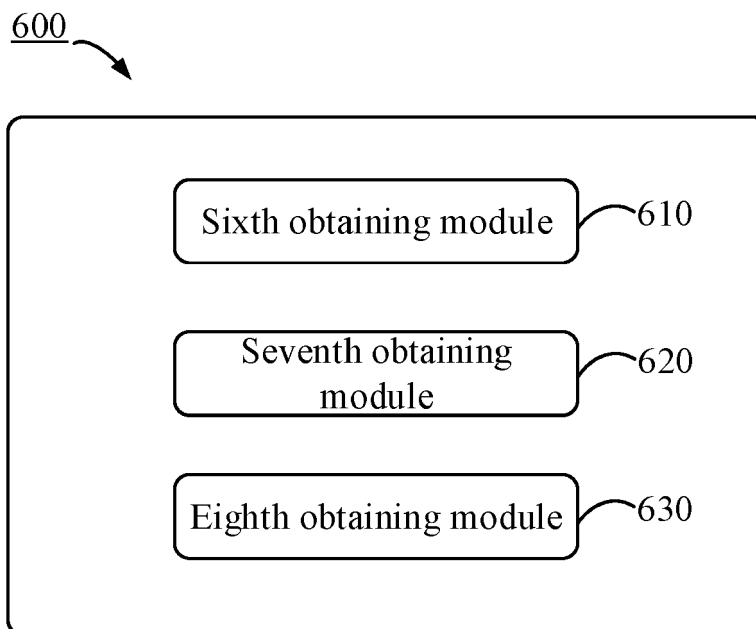 600
Sixth obtaining module
610
Seventh obtaining
module
620
Eighth obtaining module
630